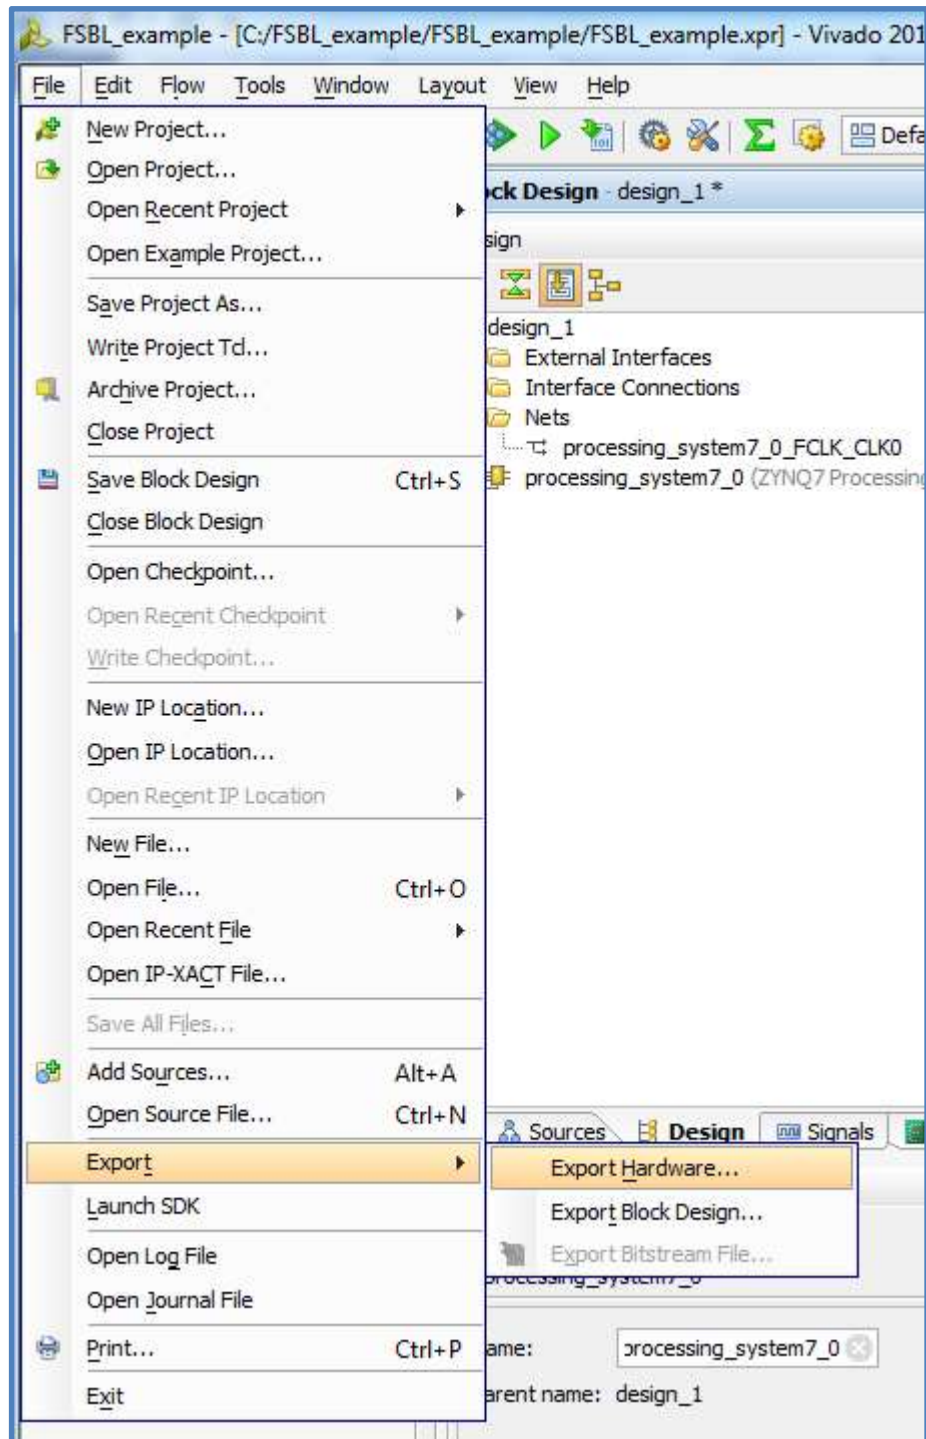 FSBL_example - [C:/FSBL_example/FSBL_example/FSBL_example.xpr] - Vivado 201
File Edit Flow Tools Window Layout View Help
New Project...
Open Project...
Open Recent Project
Open Example Project...
Save Project As...
Write Project Tcl...
Archive Project...
Close Project
Save Block Design Ctrl+S
Close Block Design
Open Checkpoint...
Open Recent Checkpoint
Write Checkpoint...
New IP Location...
Open IP Location...
Open Recent IP Location
New File...
Open File... Ctrl+O
Open Recent File
Open IP-XACT File...
Save All Files...
Add Sources... Alt+A
Open Source File... Ctrl+N
Export
Launch SDK
Open Log File
Open Journal File
Print... Ctrl+P
Exit
Defa
ck Design - design_1 *
sign
design_1
External Interfaces
Interface Connections
Nets
processing_system7_0_FCLK_CLK0
processing_system7_0 (ZYNQ7 Processing
Sources Design Signals
Export Hardware...
Export Block Design...
Export Bitstream File...
processing_system7_0
ame: processing_system7_0
arent name: design_1